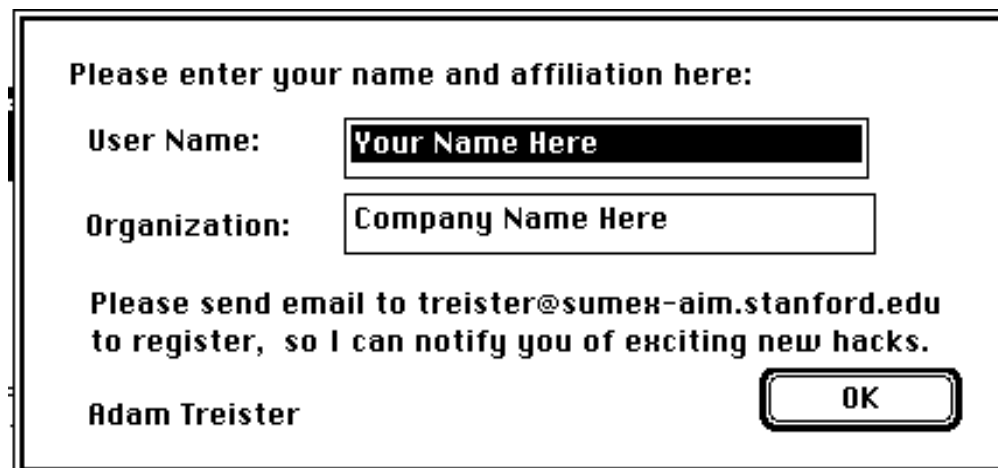 Please enter your name and affiliation here:
User Name: Your Name Here
Organization: Company Name Here
Please send email to treister@sumex-aim.stanford.edu
to register, so I can notify you of exciting new hacks.
Adam Treister
OK